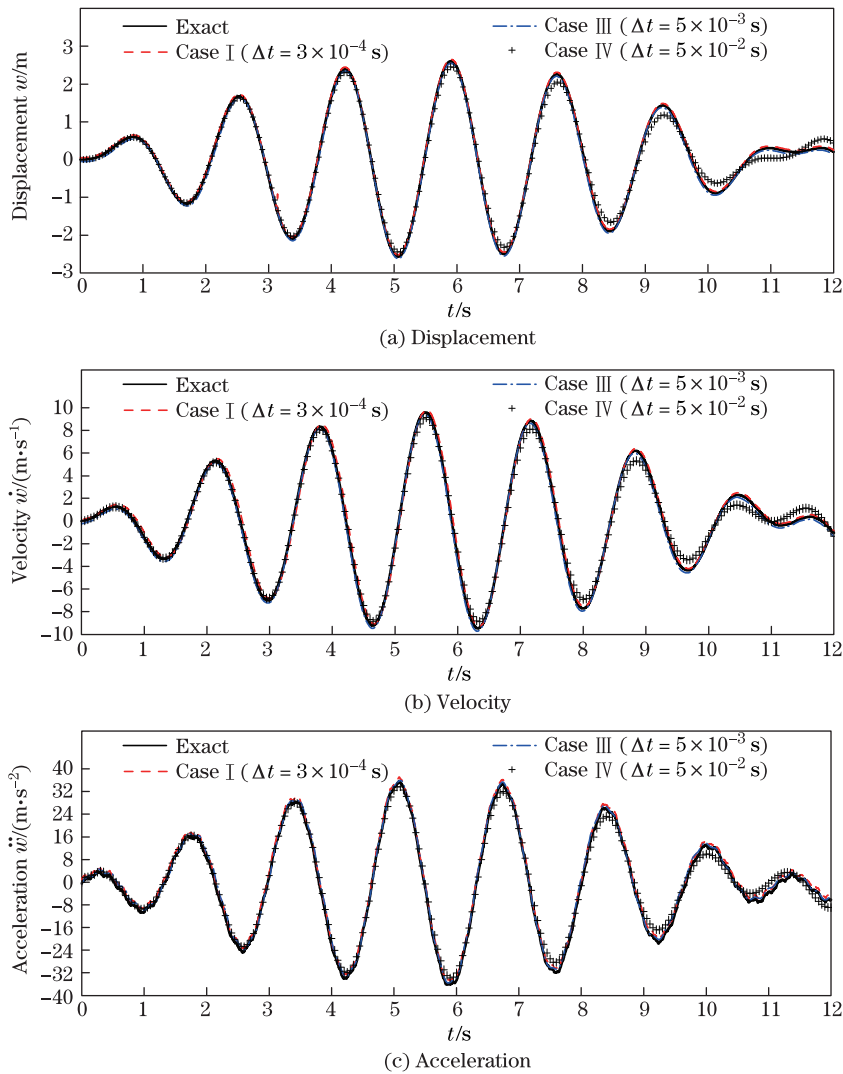 Exact
Case Ⅰ (Δt = 3×10⁻⁴ s)
Case Ⅲ (Δt = 5×10⁻³ s)
Case Ⅳ (Δt = 5×10⁻² s)
Displacement w/m
3
2
1
0
−1
−2
−3
0 1 2 3 4 5 6 7 8 9 10 11 12
t/s
(a) Displacement
Exact
Case Ⅰ (Δt = 3×10⁻⁴ s)
Case Ⅲ (Δt = 5×10⁻³ s)
Case Ⅳ (Δt = 5×10⁻² s)
Velocity ẇ/(m•s⁻¹)
10
8
6
4
2
0
−2
−4
−6
−8
−10
0 1 2 3 4 5 6 7 8 9 10 11 12
t/s
(b) Velocity
Exact
Case Ⅰ (Δt = 3×10⁻⁴ s)
Case Ⅲ (Δt = 5×10⁻³ s)
Case Ⅳ (Δt = 5×10⁻² s)
Acceleration ẅ/(m•s⁻²)
40
32
24
16
8
0
−8
−16
−24
−32
−40
0 1 2 3 4 5 6 7 8 9 10 11 12
t/s
(c) Acceleration